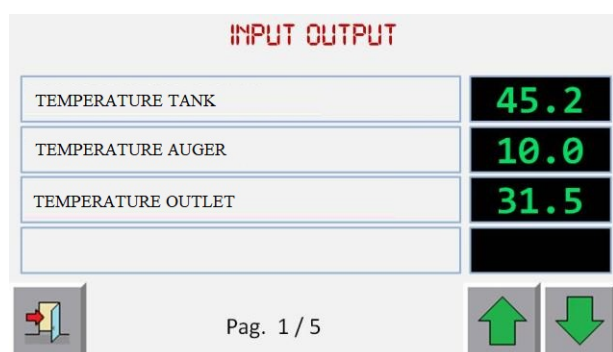 INPUT OUTPUT
TEMPERATURE TANK 45.2
TEMPERATURE AUGER 10.0
TEMPERATURE OUTLET 31.5
Pag. 1 / 5